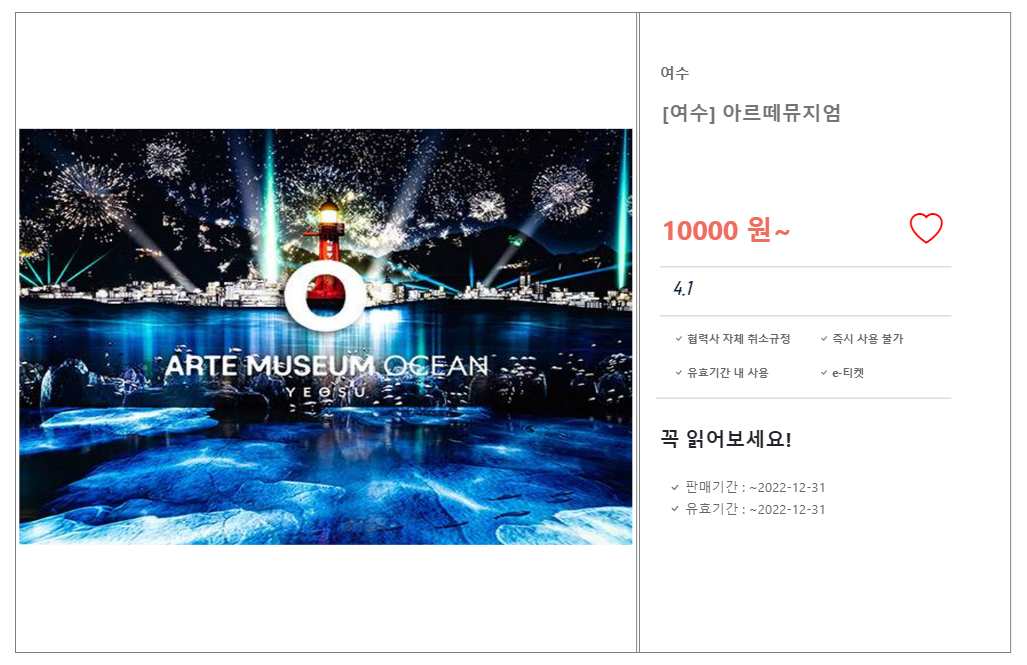 ARTE MUSEUM OCEAN
YEOSU
여수
[여수] 아르떼뮤지엄
10000 원~
4.1
협력사 자체 취소규정
즉시 사용 불가
유효기간 내 사용
e-티켓
꼭 읽어보세요!
판매기간 : ~2022-12-31
유효기간 : ~2022-12-31